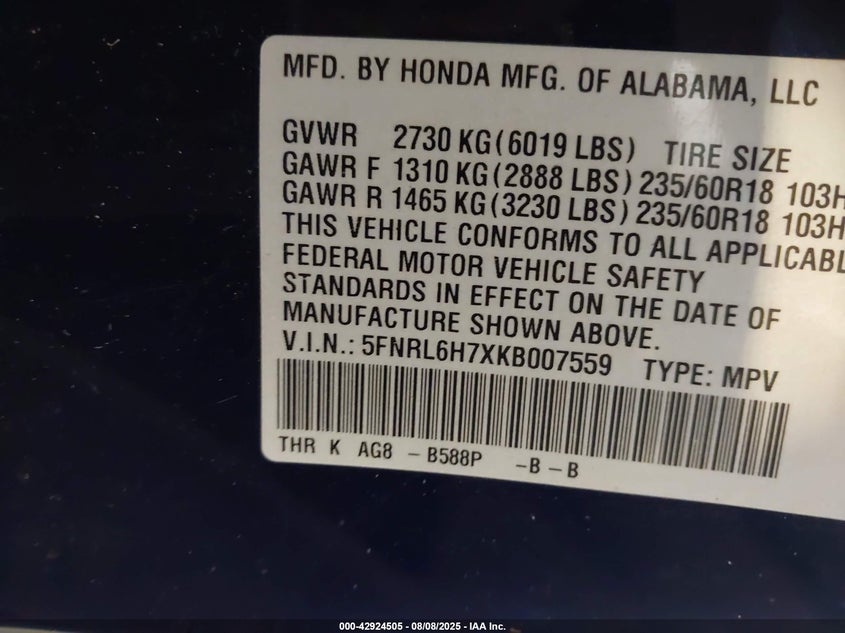 MFD. BY HONDA MFG. OF ALABAMA, LLC
GVWR 2730 KG(6019 LBS) TIRE SIZE
GAWR F 1310 KG(2888 LBS) 235/60R18 103H
GAWR R 1465 KG(3230 LBS) 235/60R18 103H
THIS VEHICLE CONFORMS TO ALL APPLICABL
FEDERAL MOTOR VEHICLE SAFETY
STANDARDS IN EFFECT ON THE DATE OF
MANUFACTURE SHOWN ABOVE.
V.I.N.: 5FNRL6H7XKB007559 TYPE: MPV
THR K AG8 - B588P -B-B
000-42924505 - 08/08/2025 - IAA Inc.